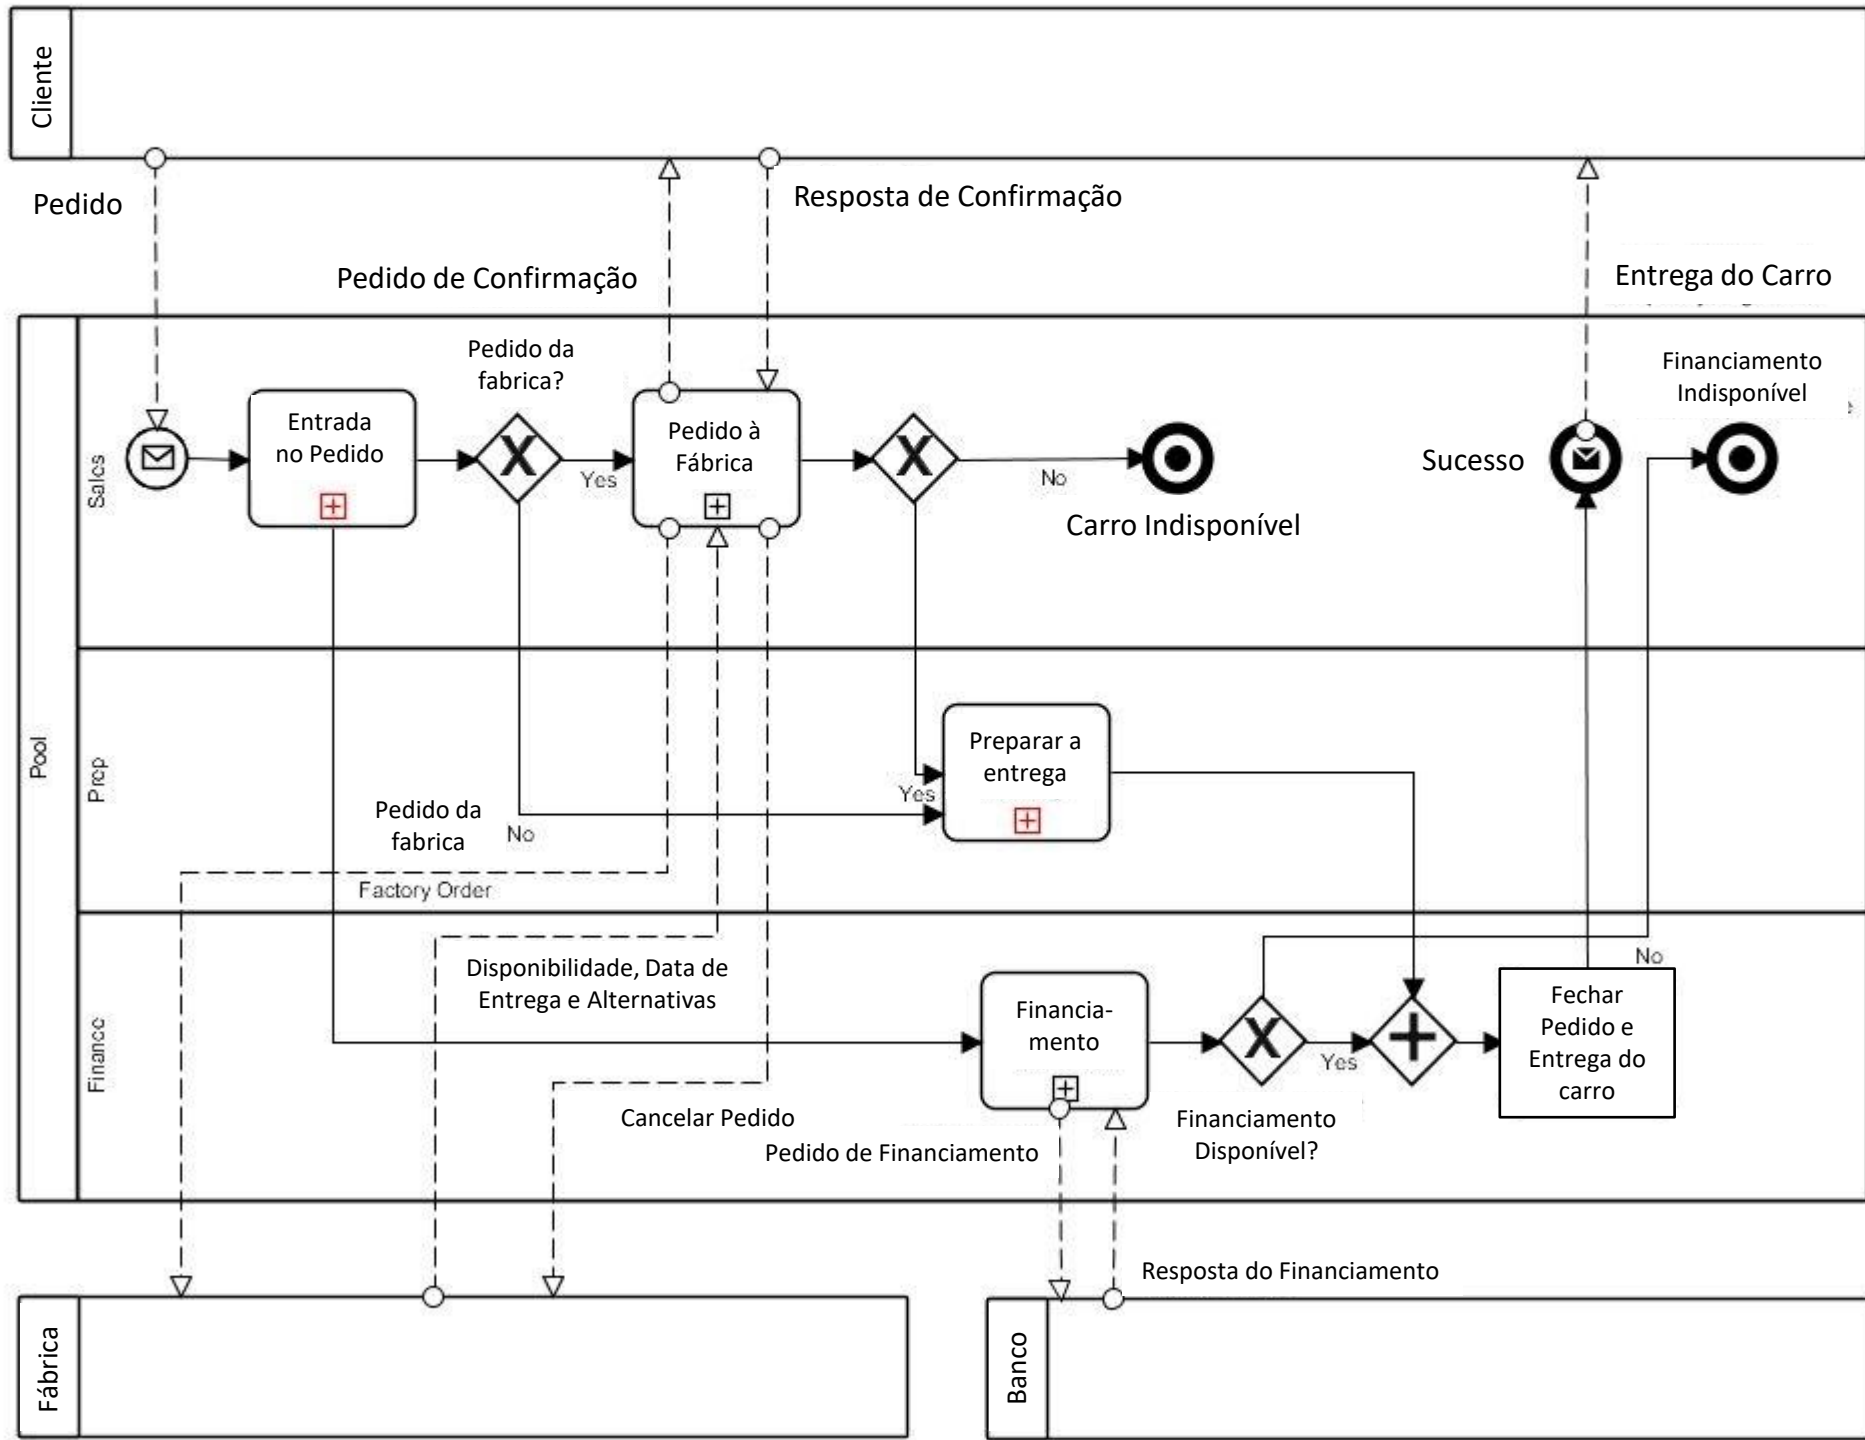 Cliente
Pedido
Resposta de Confirmação
Pedido de Confirmação
Entrega do Carro
Pool
Sales
Pedido da
fabrica?
Entrada
no Pedido
Yes
Pedido à
Fábrica
No
Carro Indisponível
Sucesso
Financiamento
Indisponível
Prep
Preparar a
entrega
Yes
No
Pedido da
fabrica
Factory Order
Finance
Disponibilidade, Data de
Entrega e Alternativas
Financia-
mento
Yes
No
Fechar
Pedido e
Entrega do
carro
Cancelar Pedido
Pedido de Financiamento
Financiamento
Disponível?
Resposta do Financiamento
Fábrica
Banco